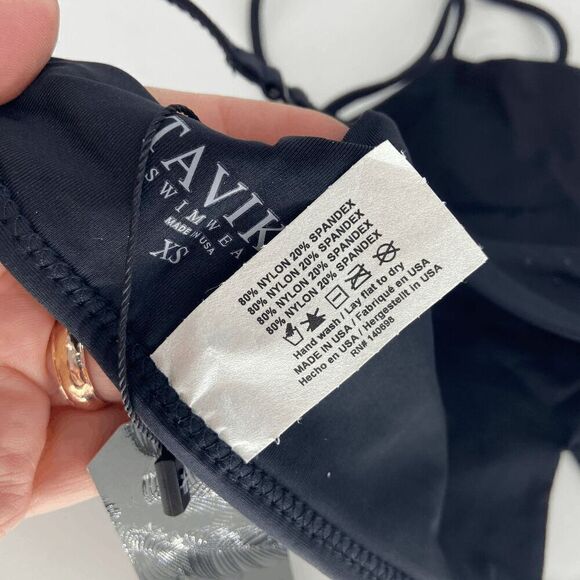 TAVIK
SWIMWEA
MADE IN USA
XS
80% NYLON 20% SPANDEX
80% NYLON 20% SPANDEX
80% NYLON 20% SPANDEX
80% NYLON 20% SPANDEX
Hand wash / Lay flat to dry
MADE IN USA / Fabriqué en USA
Hecho en USA / Hergestellt in USA
RN# 140698